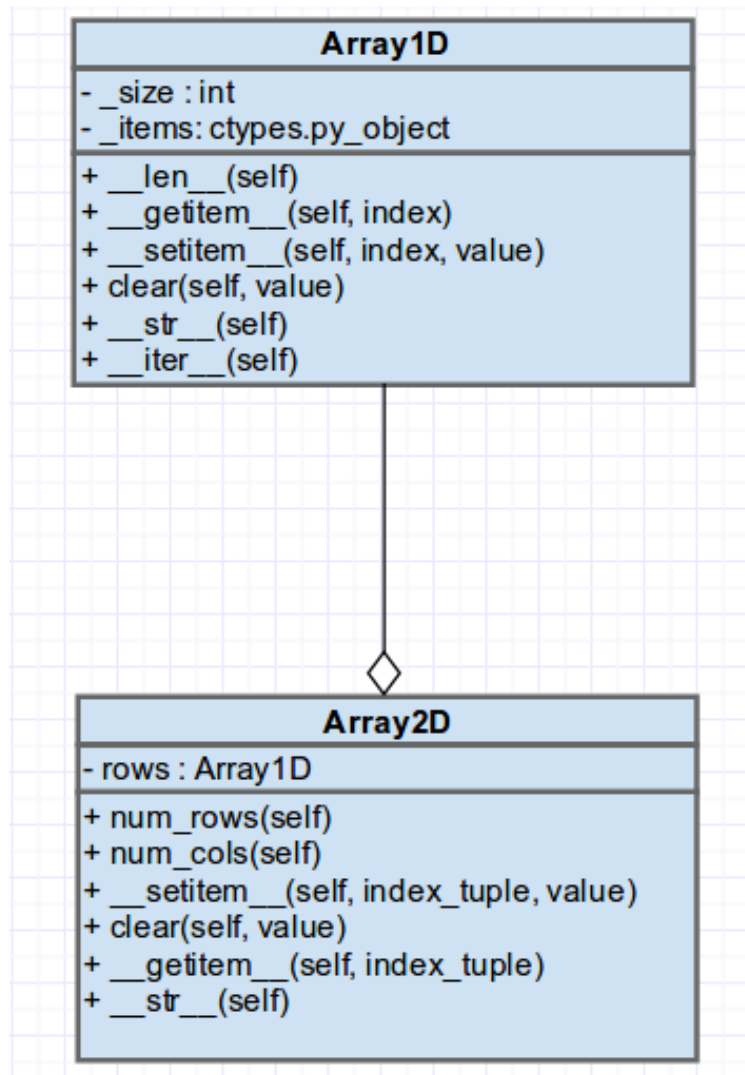 Array1D
- _size : int
- _items: ctypes.py_object
+ __len__(self)
+ __getitem__(self, index)
+ __setitem__(self, index, value)
+ clear(self, value)
+ __str__(self)
+ __iter__(self)
Array2D
- rows : Array1D
+ num_rows(self)
+ num_cols(self)
+ __setitem__(self, index_tuple, value)
+ clear(self, value)
+ __getitem__(self, index_tuple)
+ __str__(self)